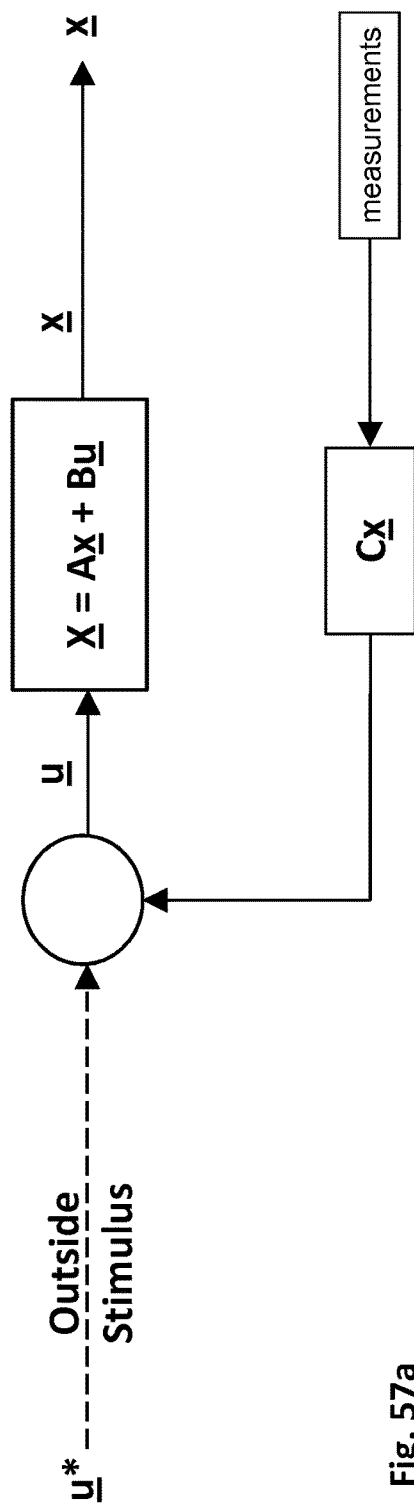 u*
Outside
Stimulus
u
X = Ax + Bu
x
x
Cx
measurements
Fig. 57a